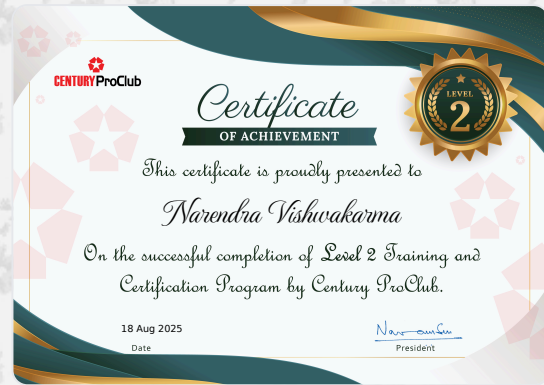 CENTURY ProClub
Certificate
OF ACHIEVEMENT
LEVEL
2
This certificate is proudly presented to
Narendra Vishwakarma
On the successful completion of Level 2 Training and
Certification Program by Century ProClub.
18 Aug 2025
Date
President